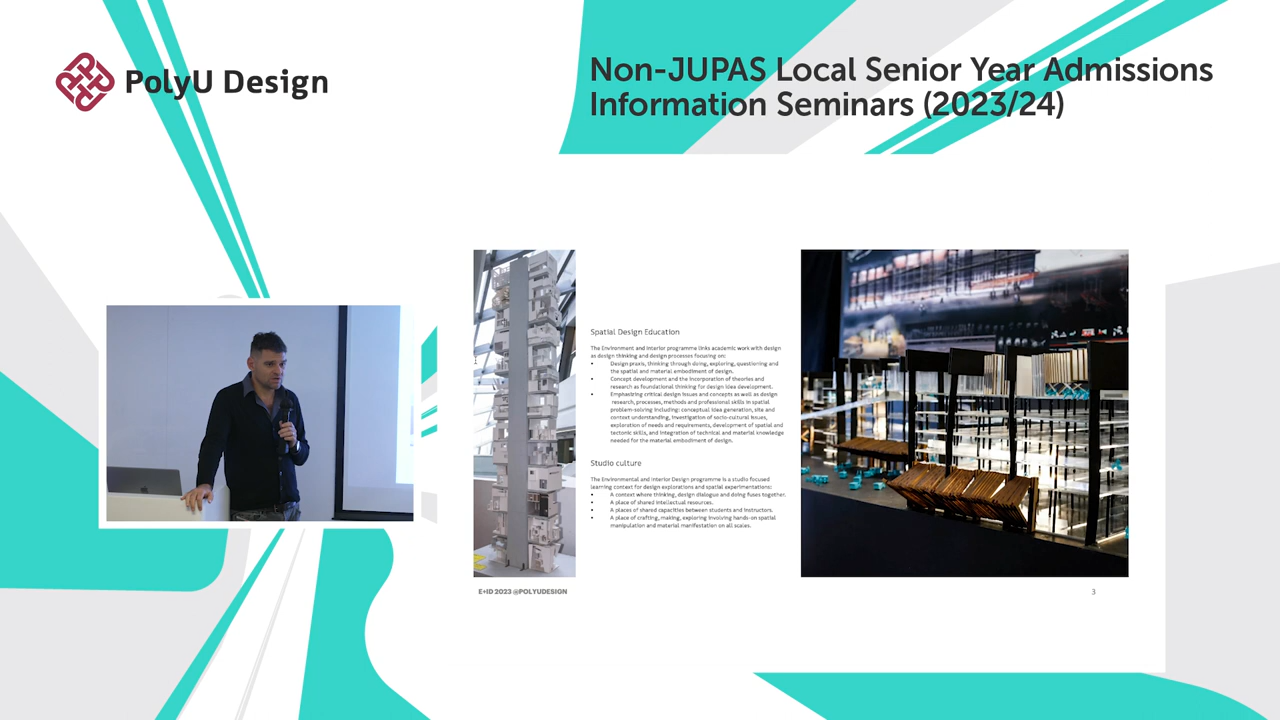 PolyU Design
Non-JUPAS Local Senior Year Admissions
Information Seminars (2023/24)
Spatial Design Education
The Environment and Interior programme links academic work with design
as design thinking and design processes focusing on:
• Design praxis, thinking through doing, exploring, questioning and
the spatial and material embodiment of design.
• Concept development and the incorporation of theories and
research as foundational thinking for design idea development.
• Emphasizing critical design issues and concepts as well as design
research, processes, methods and professional skills in spatial
problem-solving including: conceptual idea generation, site and
context understanding, investigation of socio-cultural issues,
exploration of needs and requirements, development of spatial and
tectonic skills, and integration of technical and material knowledge
needed for the material embodiment of design.
Studio culture
The Environmental and Interior Design programme is a studio focused
learning context for design explorations and spatial experimentations:
• A context where thinking, design dialogue and doing fuses together.
• A place of shared intellectual resources.
• A places of shared capacities between students and instructors.
• A place of crafting, making, exploring involving hands-on spatial
manipulation and material manifestation on all scales.
E+ID 2023 @POLYUDESIGN
3